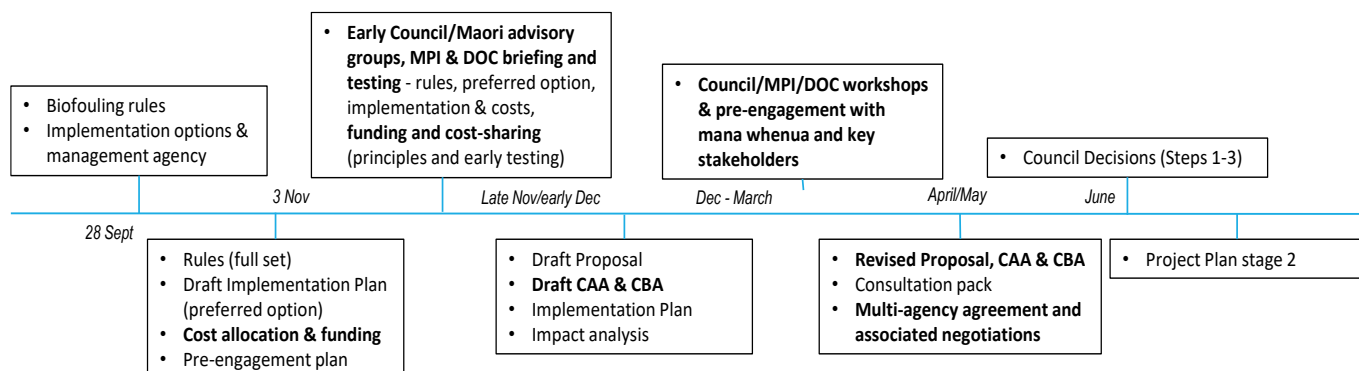 • Biofouling rules
• Implementation options &
management agency
• Early Council/Maori advisory
groups, MPI & DOC briefing and
testing - rules, preferred option,
implementation & costs,
funding and cost-sharing
(principles and early testing)
• Council/MPI/DOC workshops
& pre-engagement with
mana whenua and key
stakeholders
• Council Decisions (Steps 1-3)
28 Sept
3 Nov
Late Nov/early Dec
Dec - March
April/May
June
• Rules (full set)
• Draft Implementation Plan
(preferred option)
• Cost allocation & funding
• Pre-engagement plan
• Draft Proposal
• Draft CAA & CBA
• Implementation Plan
• Impact analysis
• Revised Proposal, CAA & CBA
• Consultation pack
• Multi-agency agreement and
associated negotiations
• Project Plan stage 2